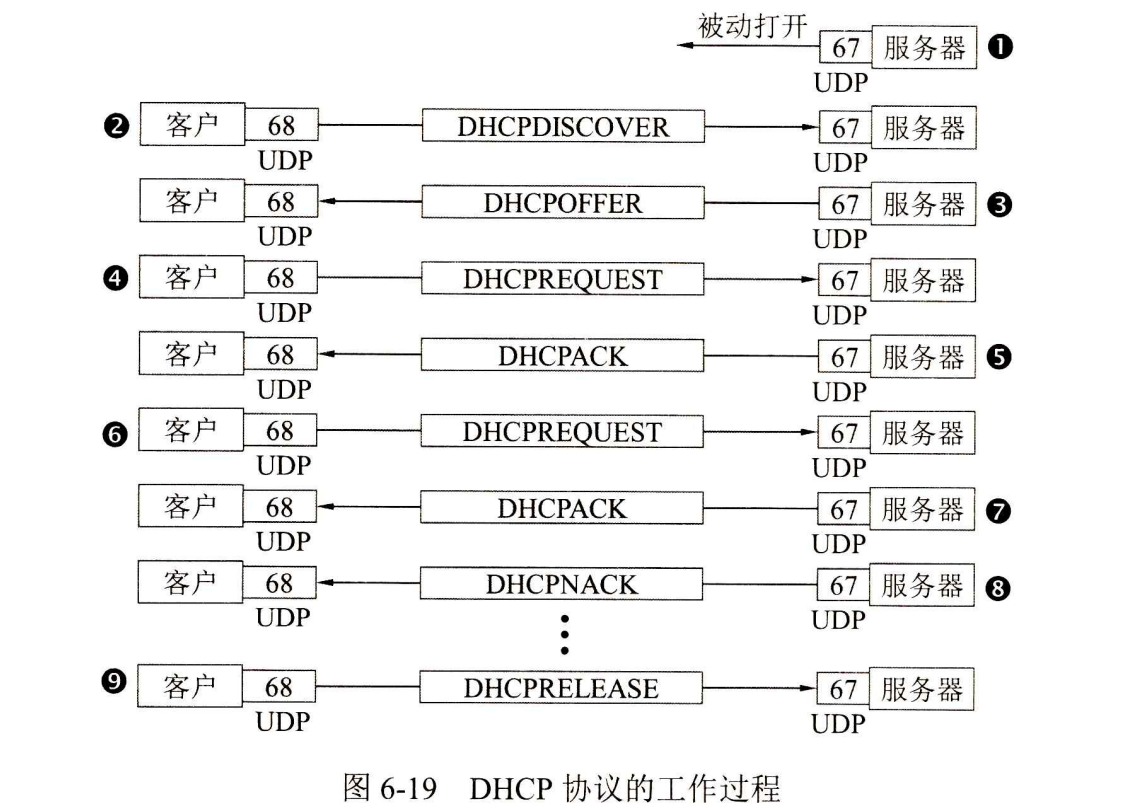 被动打开
67 服务器 ❶
UDP
❷ 客户 68 DHCPDISCOVER 67 服务器
UDP UDP
客户 68 DHCPOFFER 67 服务器 ❸
UDP UDP
❹ 客户 68 DHCPREQUEST 67 服务器
UDP UDP
客户 68 DHCPACK 67 服务器 ❺
UDP UDP
❻ 客户 68 DHCPREQUEST 67 服务器
UDP UDP
客户 68 DHCPACK 67 服务器 ❼
UDP UDP
客户 68 DHCPNACK 67 服务器 ❽
UDP UDP
❾ 客户 68 DHCPRELEASE 67 服务器
UDP UDP
图 6-19 DHCP 协议的工作过程